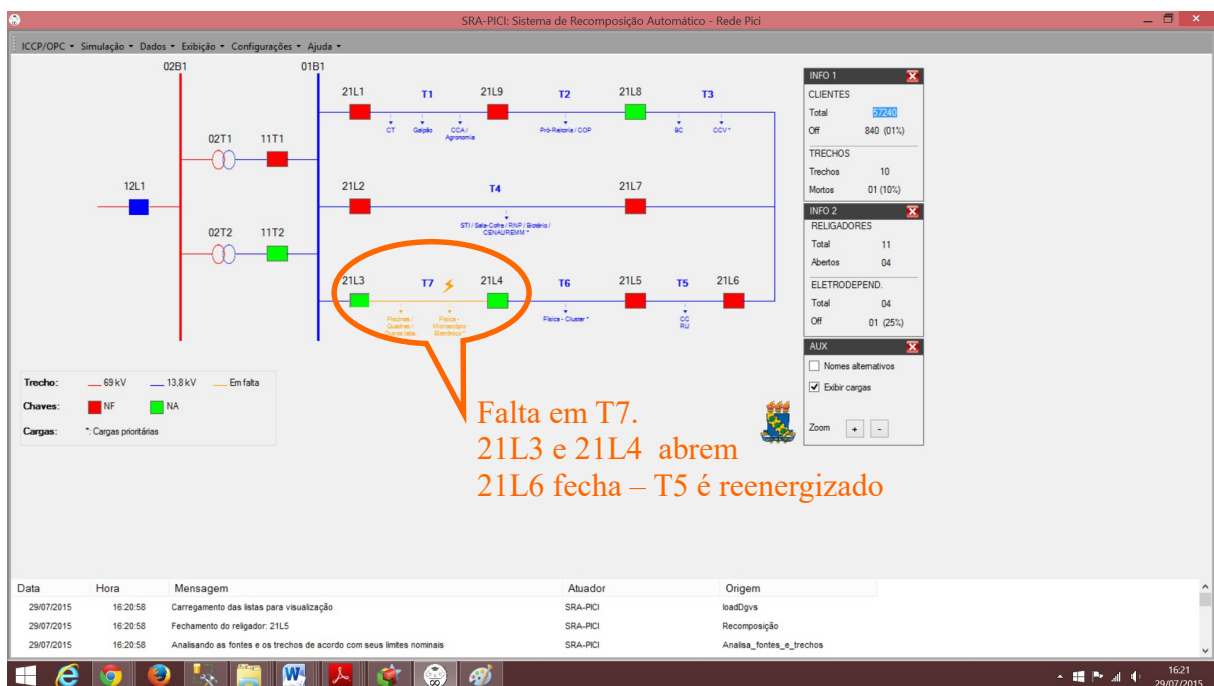 SRA-PICI: Sistema de Recomposição Automático - Rede Pici
ICCP/OPC Simulação Dados Exibição Configurações Ajuda
02B1 01B1
21L1 T1 21L9 T2 21L8 T3
CT Galpão CCA / Agronomia Pró-Reitoria / COP BC CCV *
02T1 11T1
12L1
21L2 T4 21L7
STI / Sala-Cofre / RNP / Biotério /
CENAUREMM *
02T2 11T2
21L3 T7 21L4 T6 21L5 T5 21L6
Piscinas /
Quadras /
Outros labs.
Física -
Microscópio
Eletrônico *
Física - Cluster *
CC
RU
INFO 1
CLIENTES
Total 57240
Off 840 (01%)
TRECHOS
Trechos 10
Mortos 01 (10%)
INFO 2
RELIGADORES
Total 11
Abertos 04
ELETRODEPEND.
Total 04
Off 01 (25%)
AUX
Nomes alternativos
Exibir cargas
Zoom + -
Trecho: 69 kV 13,8 kV Em falta
Chaves: NF NA
Cargas: *: Cargas prioritárias
Falta em T7.
21L3 e 21L4 abrem
21L6 fecha – T5 é reenergizado
Data Hora Mensagem Atuador Origem
29/07/2015 16:20:58 Carregamento das listas para visualização SRA-PICI loadDgvs
29/07/2015 16:20:58 Fechamento do religador: 21L5 SRA-PICI Recomposição
29/07/2015 16:20:58 Analisando as fontes e os trechos de acordo com seus limites nominais SRA-PICI Analisa_fontes_e_trechos
16:21
29/07/2015